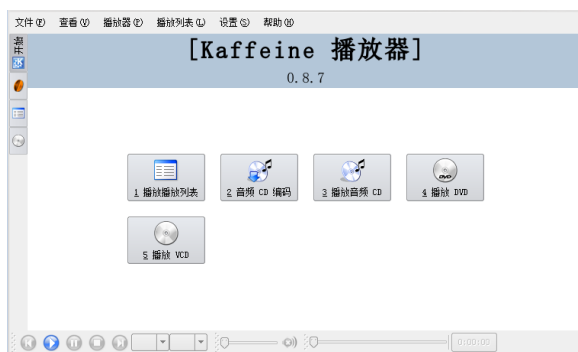 文件(F) 查看(V) 播放器(P) 播放列表(L) 设置(S) 帮助(H)
开始
[Kaffeine 播放器]
0.8.7
1 播放播放列表
2 音频 CD 编码
3 播放音频 CD
4 播放 DVD
5 播放 VCD
0:00:00